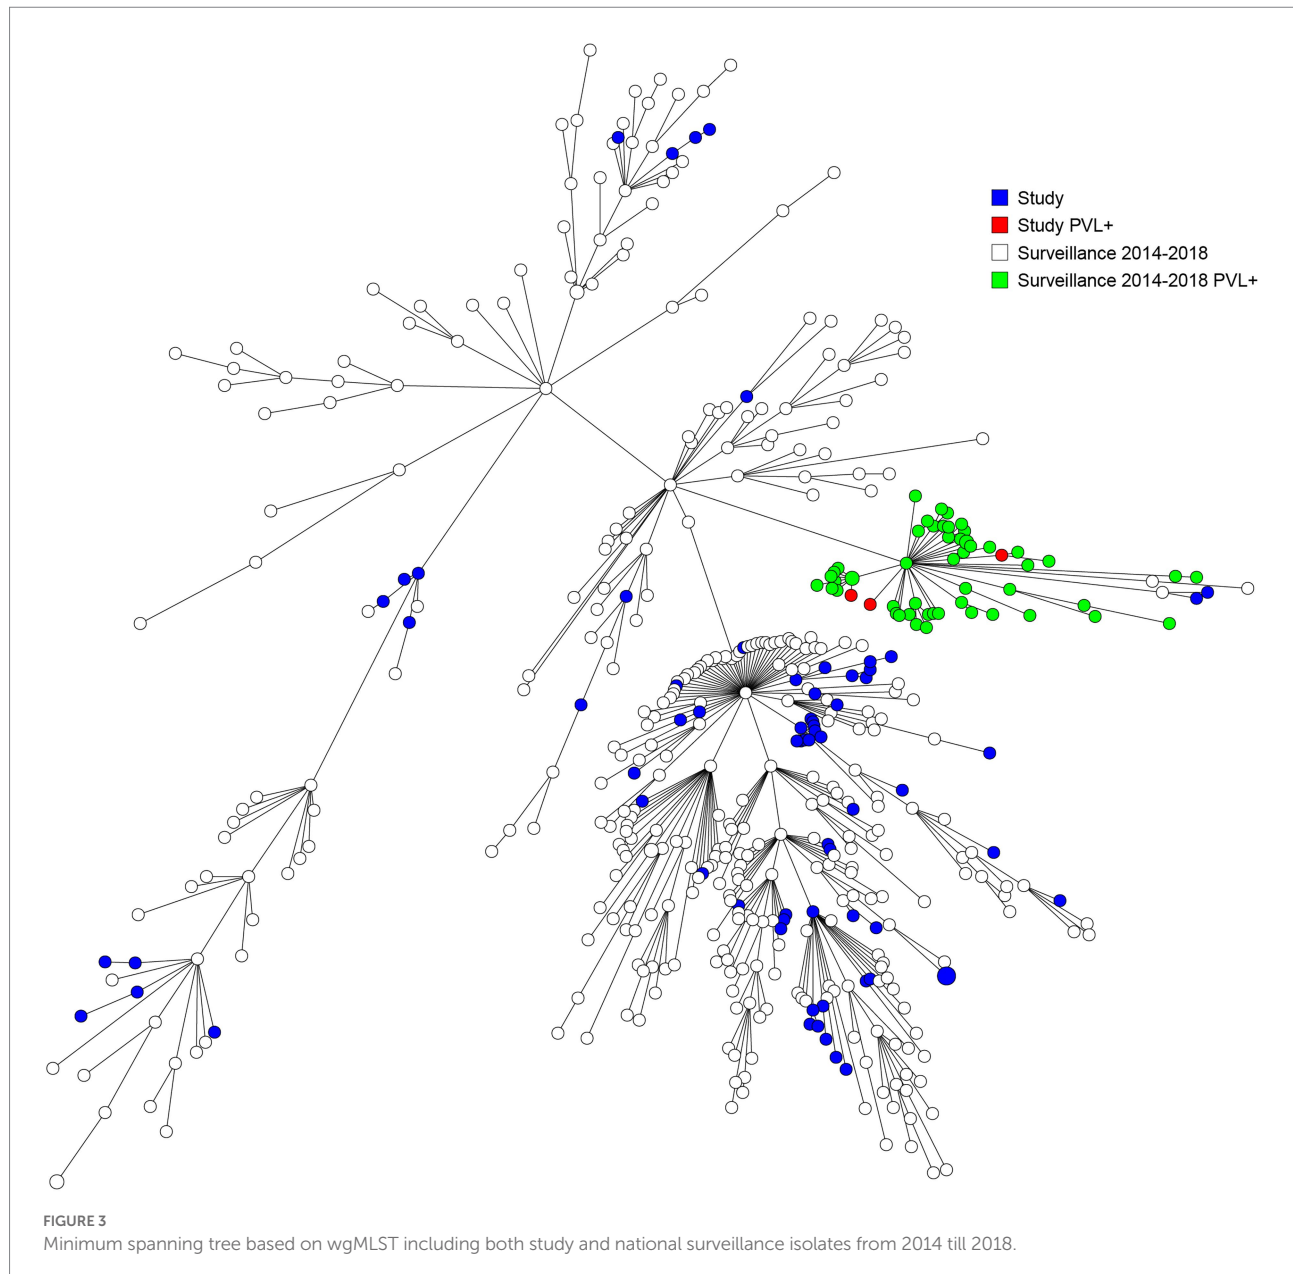 Study
Study PVL+
Surveillance 2014-2018
Surveillance 2014-2018 PVL+
FIGURE 3
Minimum spanning tree based on wgMLST including both study and national surveillance isolates from 2014 till 2018.